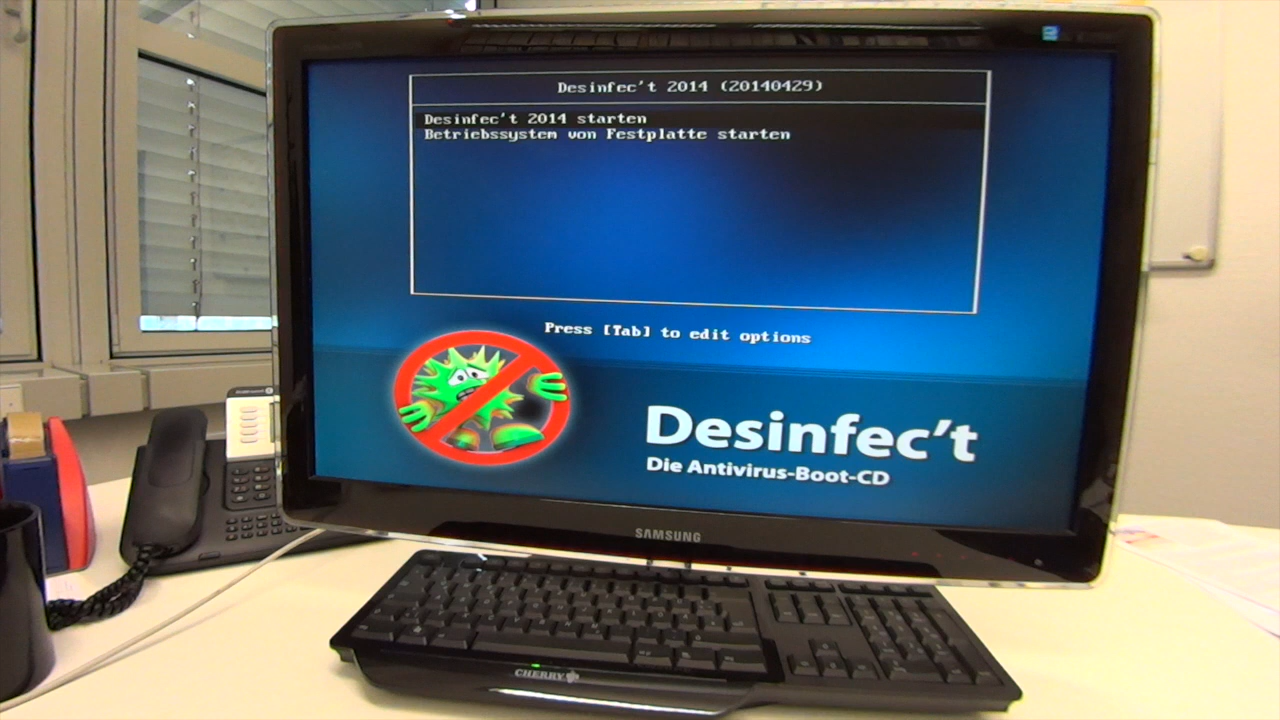 Desinfec't 2014 (20140429)
Desinfec't 2014 starten
Betriebssystem von Festplatte starten
Press [Tab] to edit options
Desinfec't
Die Antivirus-Boot-CD
SAMSUNG
CHERRY